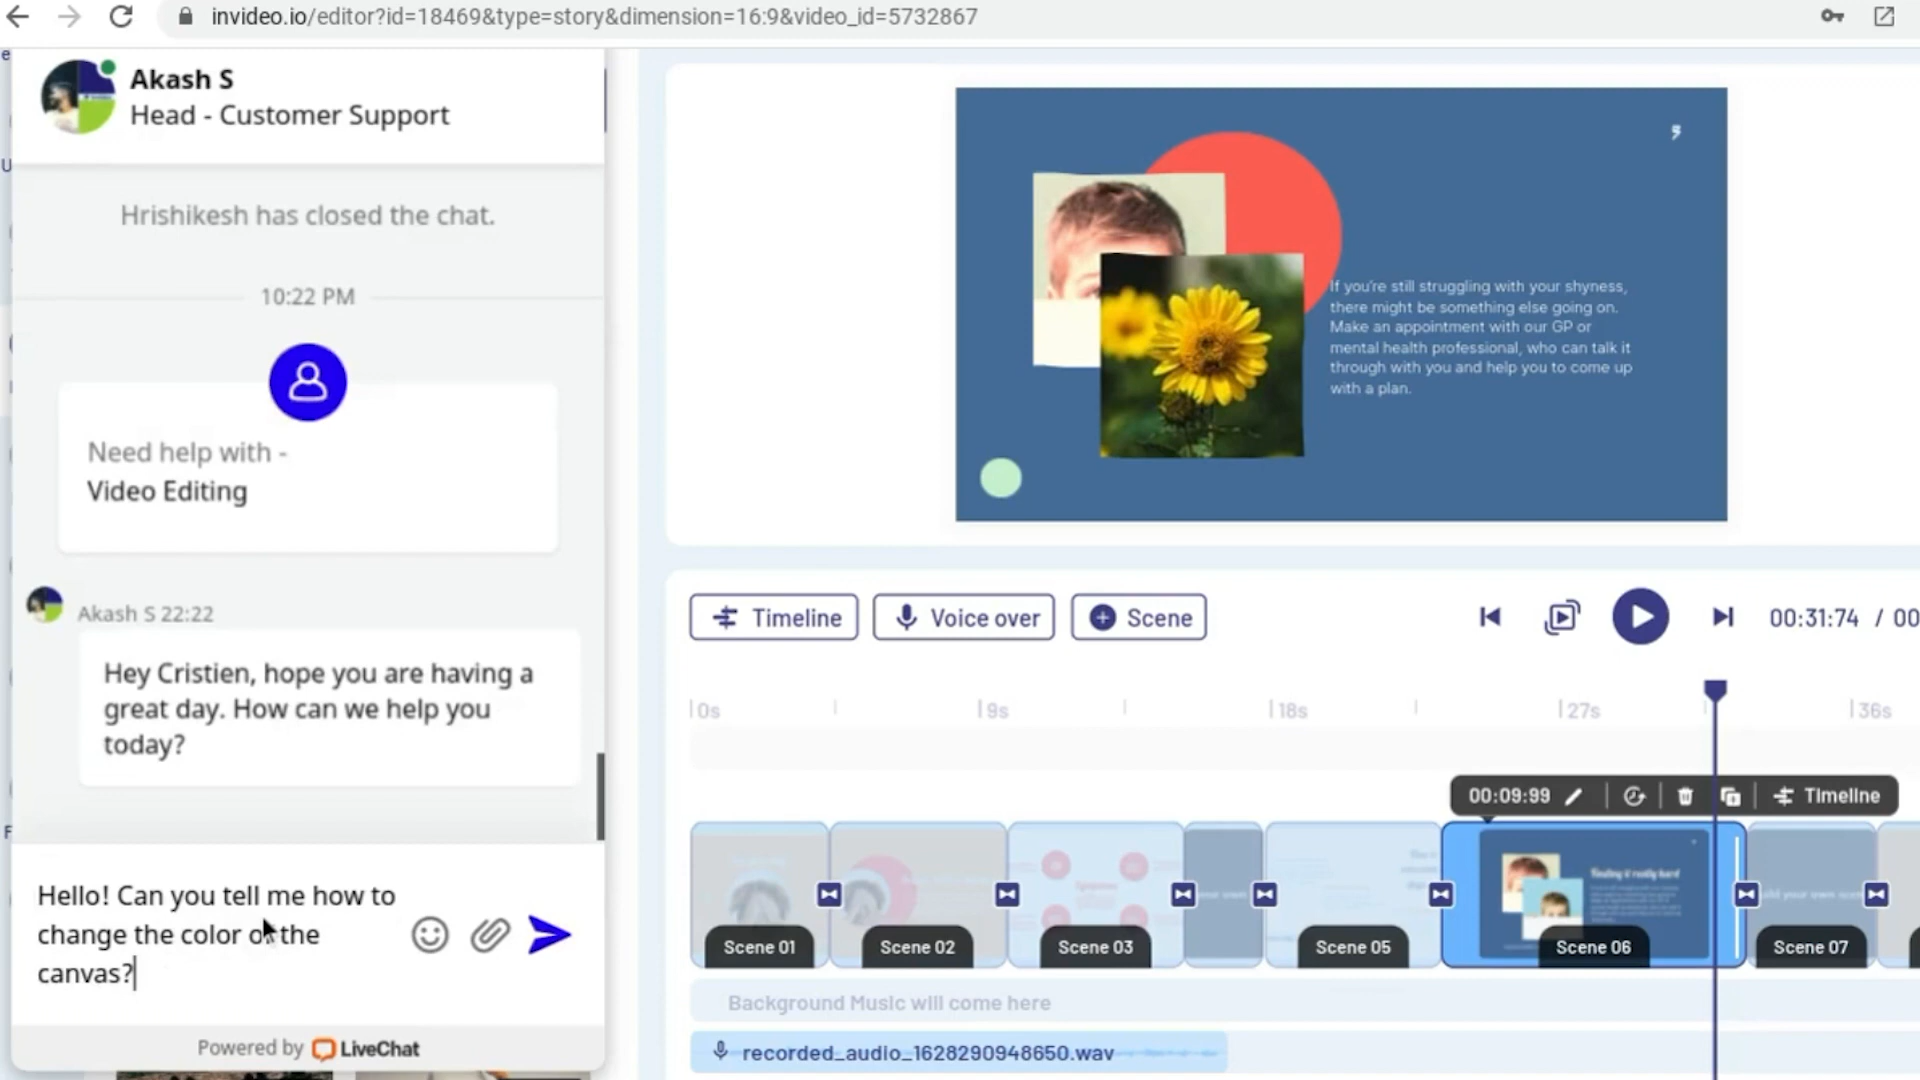 invideo.io/editor?id=18469&type=story&dimension=16:9&video_id=5732867
Akash S
Head - Customer Support
Hrishikesh has closed the chat.
10:22 PM
Need help with -
Video Editing
Akash S 22:22
Hey Cristien, hope you are having a
great day. How can we help you
today?
Hello! Can you tell me how to
change the color of the
canvas?
Powered by LiveChat
If you're still struggling with your shyness,
there might be something else going on.
Make an appointment with our GP or
mental health professional, who can talk it
through with you and help you to come up
with a plan.
Timeline
Voice over
Scene
00:31:74 / 00
0s
9s
18s
27s
36s
00:09:99
Timeline
Finding it really hard
Scene 01
Scene 02
Scene 03
Scene 05
Scene 06
Scene 07
Background Music will come here
recorded_audio_1628290948650.wav